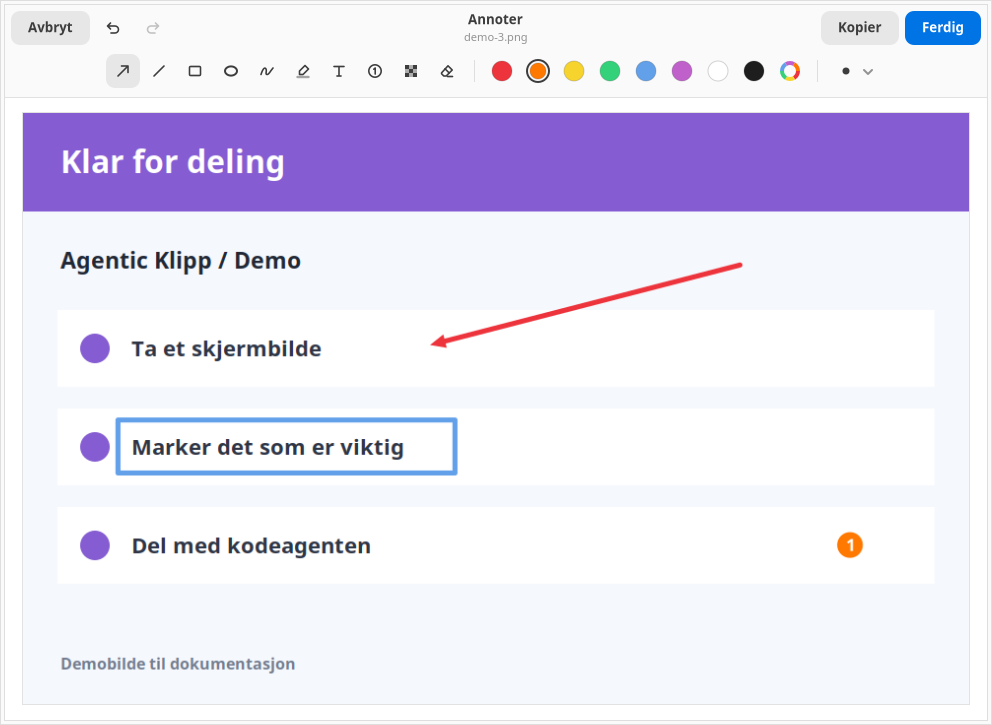 Avbryt
Annoter
demo-3.png
Kopier
Ferdig
T
1
Klar for deling
Agentic Klipp / Demo
Ta et skjermbilde
Marker det som er viktig
Del med kodeagenten
1
Demobilde til dokumentasjon